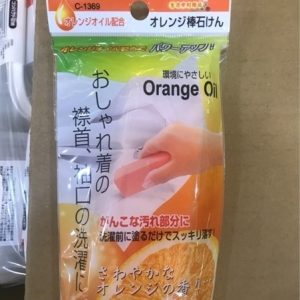 C-1369
オレンジオイル配合
オレンジ棒石けん
パワーアップ!
環境にやさしい
Orange Oil
おしゃれ着の
襟首、袖口の洗濯に
がんこな汚れ部分に
洗濯前に塗るだけでスッキリ落す!
さわやかな
オレンジの香り